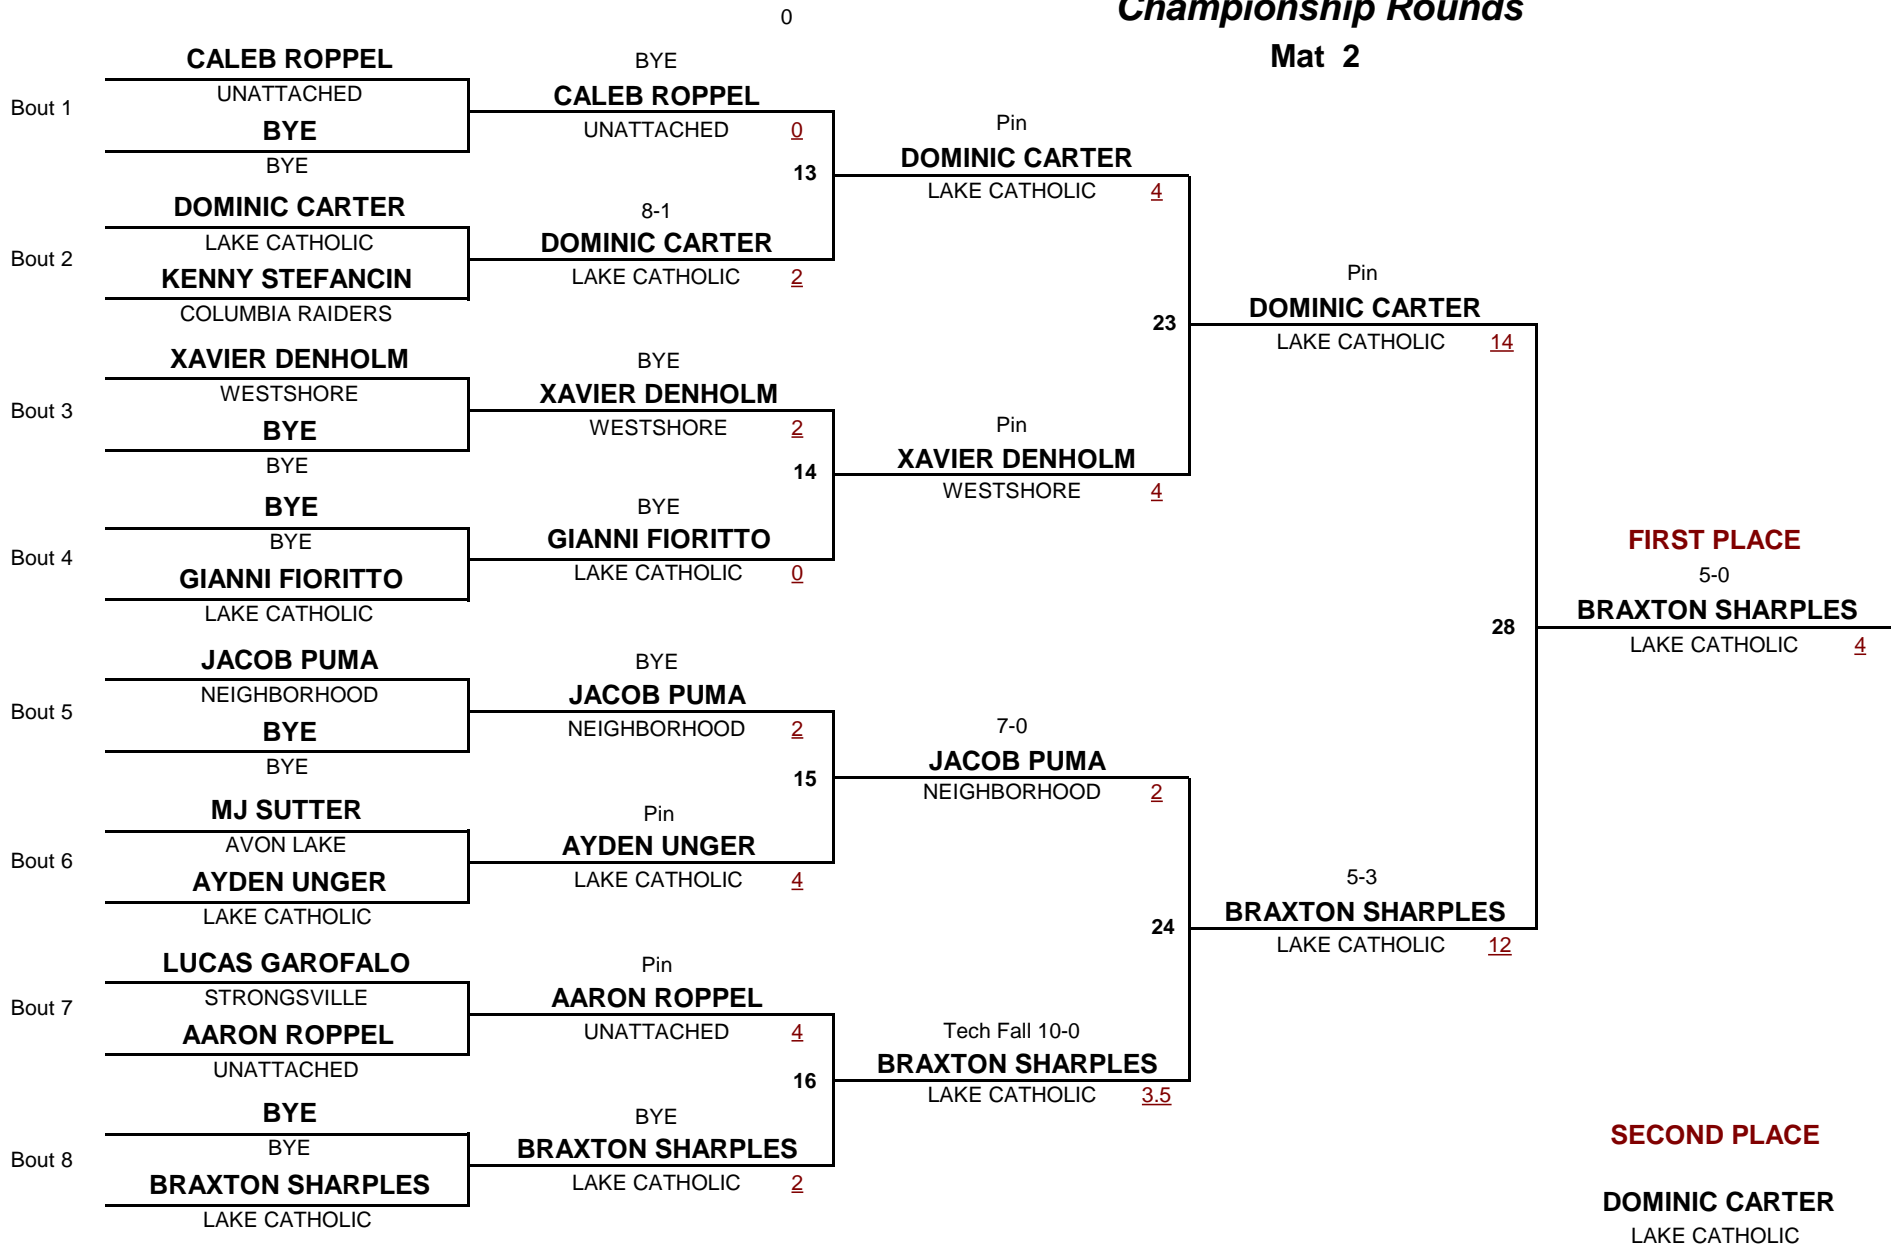 Championship Rounds
0
Mat 2
CALEB ROPPEL
UNATTACHED
Bout 1
BYE
BYE
DOMINIC CARTER
LAKE CATHOLIC
Bout 2
KENNY STEFANCIN
COLUMBIA RAIDERS
XAVIER DENHOLM
WESTSHORE
Bout 3
BYE
BYE
BYE
BYE
Bout 4
GIANNI FIORITTO
LAKE CATHOLIC
JACOB PUMA
NEIGHBORHOOD
Bout 5
BYE
BYE
MJ SUTTER
AVON LAKE
Bout 6
AYDEN UNGER
LAKE CATHOLIC
LUCAS GAROFALO
STRONGSVILLE
Bout 7
AARON ROPPEL
UNATTACHED
BYE
BYE
Bout 8
BRAXTON SHARPLES
LAKE CATHOLIC
BYE
CALEB ROPPEL
UNATTACHED 0
13
8-1
DOMINIC CARTER
LAKE CATHOLIC 2
BYE
XAVIER DENHOLM
WESTSHORE 2
14
BYE
GIANNI FIORITTO
LAKE CATHOLIC 0
BYE
JACOB PUMA
NEIGHBORHOOD 2
15
Pin
AYDEN UNGER
LAKE CATHOLIC 4
Pin
AARON ROPPEL
UNATTACHED 4
16
BYE
BRAXTON SHARPLES
LAKE CATHOLIC 2
Pin
DOMINIC CARTER
LAKE CATHOLIC 4
23
Pin
XAVIER DENHOLM
WESTSHORE 4
7-0
JACOB PUMA
NEIGHBORHOOD 2
24
Tech Fall 10-0
BRAXTON SHARPLES
LAKE CATHOLIC 3.5
Pin
DOMINIC CARTER
LAKE CATHOLIC 14
28
5-3
BRAXTON SHARPLES
LAKE CATHOLIC 12
FIRST PLACE
5-0
BRAXTON SHARPLES
LAKE CATHOLIC 4
SECOND PLACE
DOMINIC CARTER
LAKE CATHOLIC